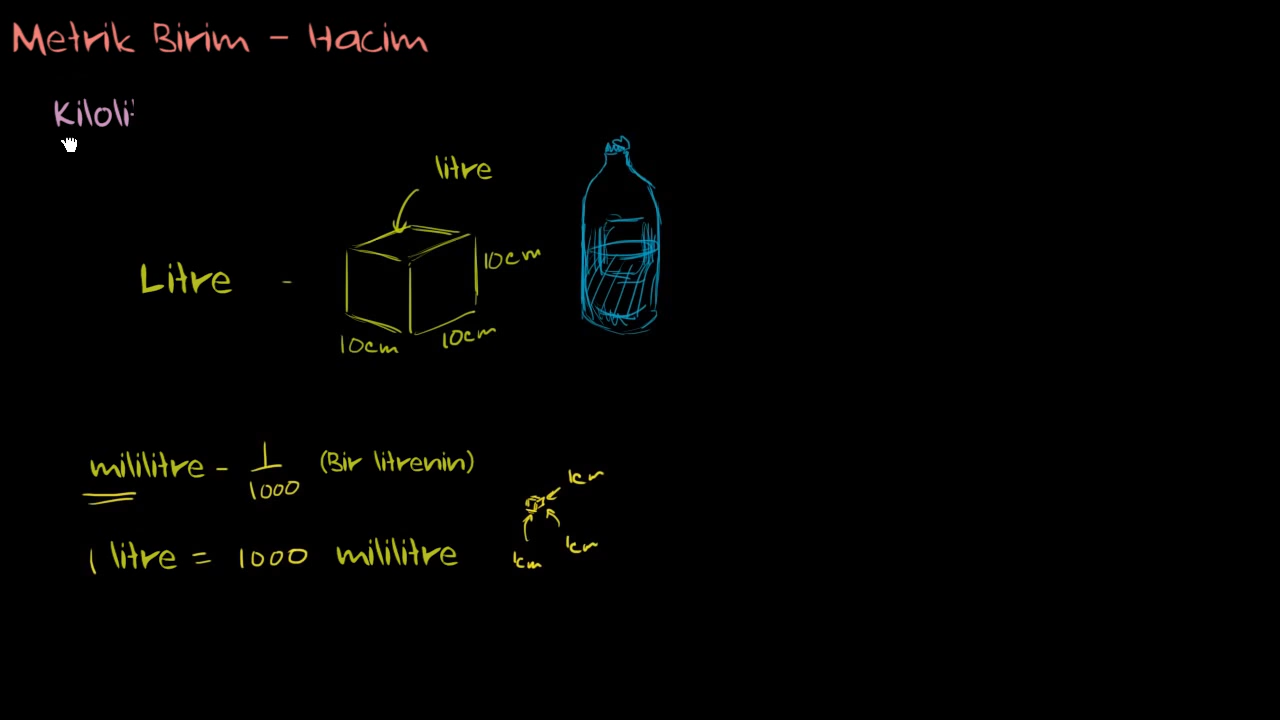 Metrik Birim - Hacim
Kiloli
litre
Litre -
10cm
10cm
10cm
mililitre - 1/1000 (Bir litrenin)
1 litre = 1000 mililitre
1cm
1cm
1cm